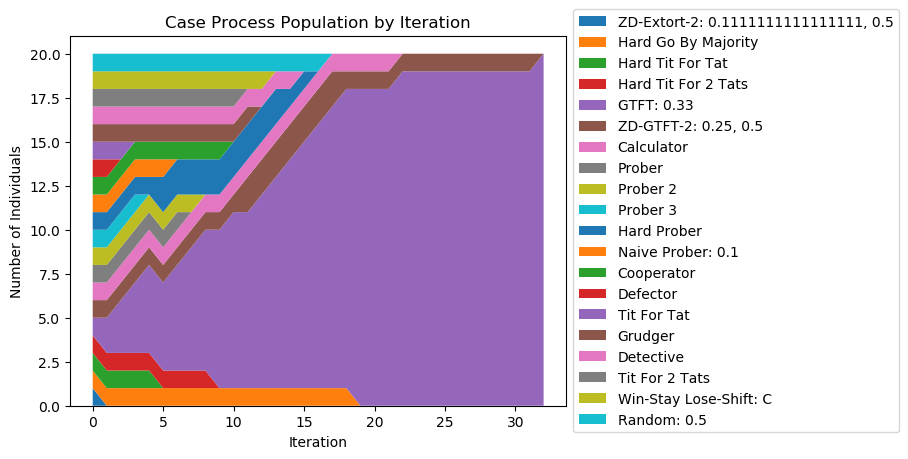 Case Process Population by Iteration
20.0
17.5
15.0
12.5
10.0
7.5
5.0
2.5
0.0
Number of Individuals
0 5 10 15 20 25 30
Iteration
ZD-Extort-2: 0.1111111111111111, 0.5
Hard Go By Majority
Hard Tit For Tat
Hard Tit For 2 Tats
GTFT: 0.33
ZD-GTFT-2: 0.25, 0.5
Calculator
Prober
Prober 2
Prober 3
Hard Prober
Naive Prober: 0.1
Cooperator
Defector
Tit For Tat
Grudger
Detective
Tit For 2 Tats
Win-Stay Lose-Shift: C
Random: 0.5